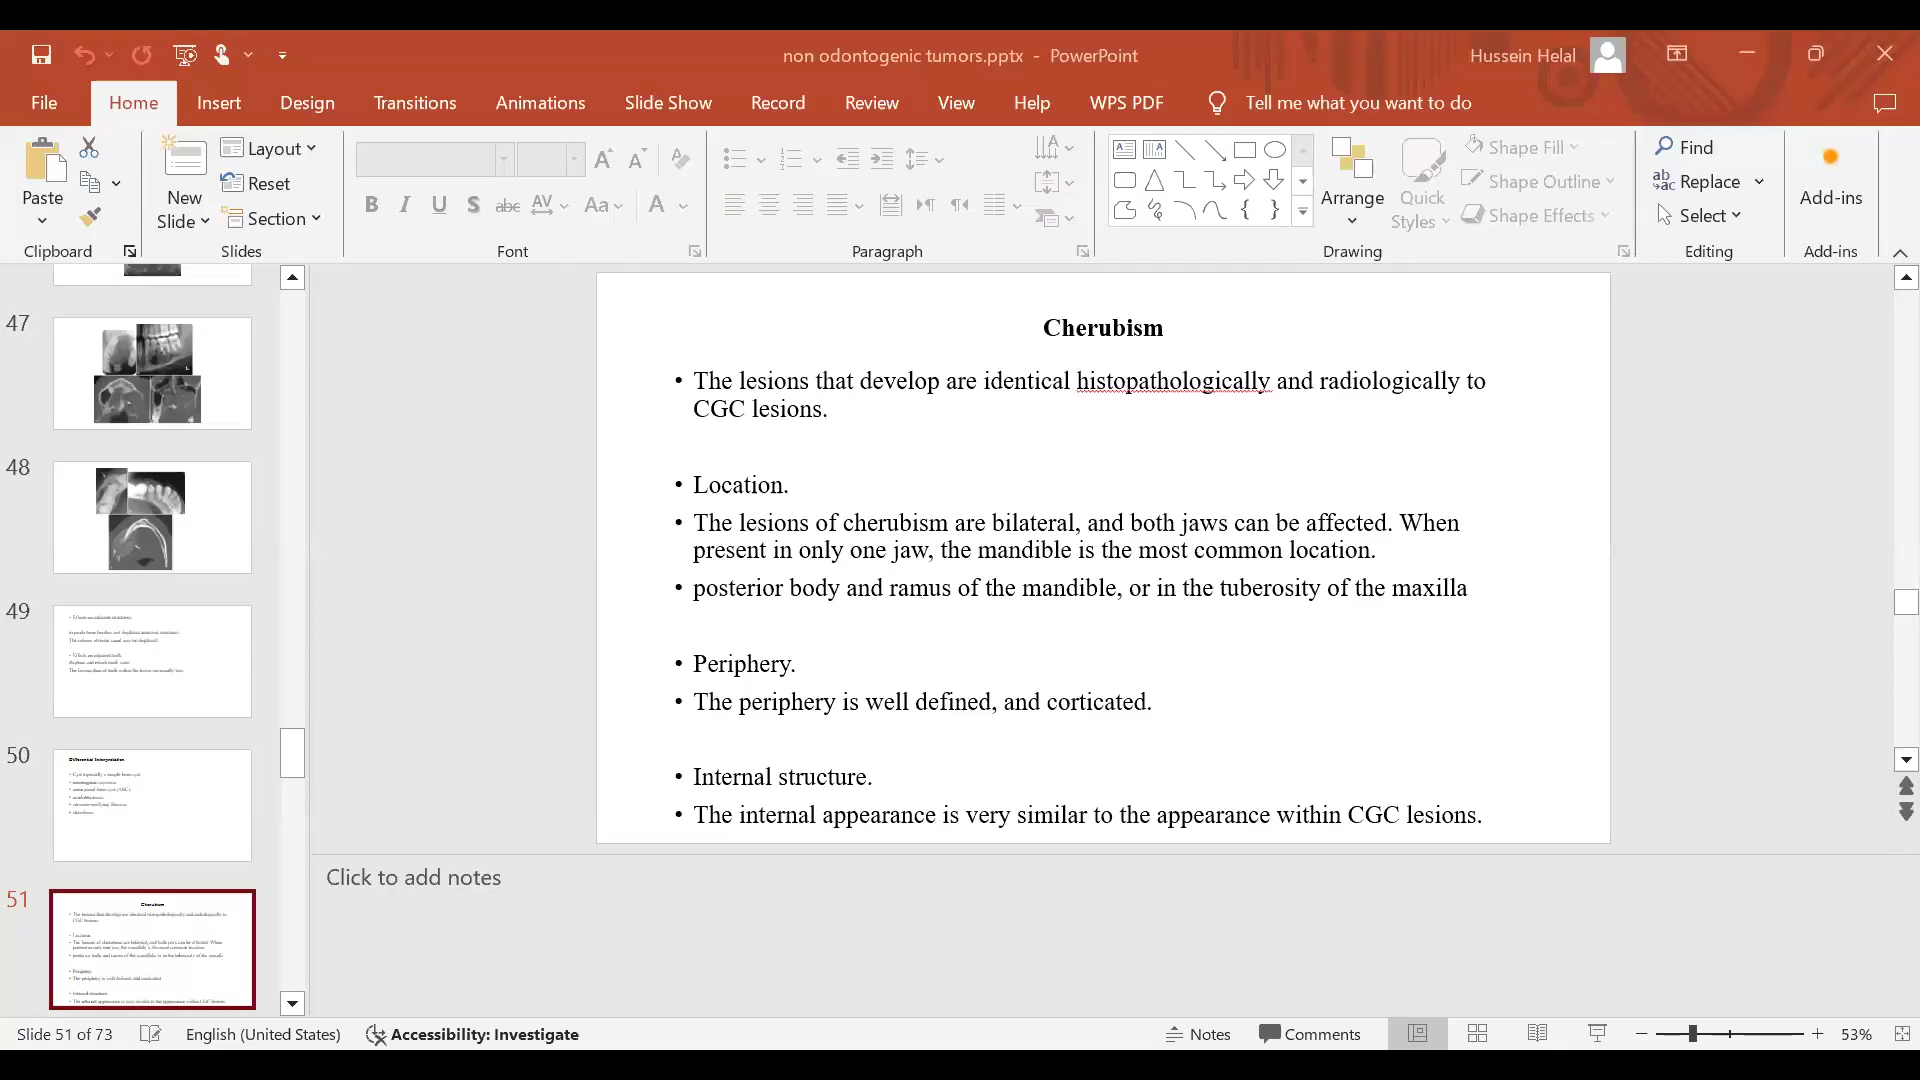 non odontogenic tumors.pptx - PowerPoint
Hussein Helal
File Home Insert Design Transitions Animations Slide Show Record Review View Help WPS PDF Tell me what you want to do
Paste
New Slide
Layout
Reset
Section
B I U S abc AV Aa A
Arrange
Quick Styles
Shape Fill
Shape Outline
Shape Effects
Find
Replace
Select
Add-ins
Clipboard Slides Font Paragraph Drawing Editing Add-ins
47
48
49
50
Differential Interpretation
51
Cherubism
Cherubism
• The lesions that develop are identical histopathologically and radiologically to
CGC lesions.
• Location.
• The lesions of cherubism are bilateral, and both jaws can be affected. When
present in only one jaw, the mandible is the most common location.
• posterior body and ramus of the mandible, or in the tuberosity of the maxilla
• Periphery.
• The periphery is well defined, and corticated.
• Internal structure.
• The internal appearance is very similar to the appearance within CGC lesions.
Click to add notes
Slide 51 of 73 English (United States) Accessibility: Investigate Notes Comments 53%